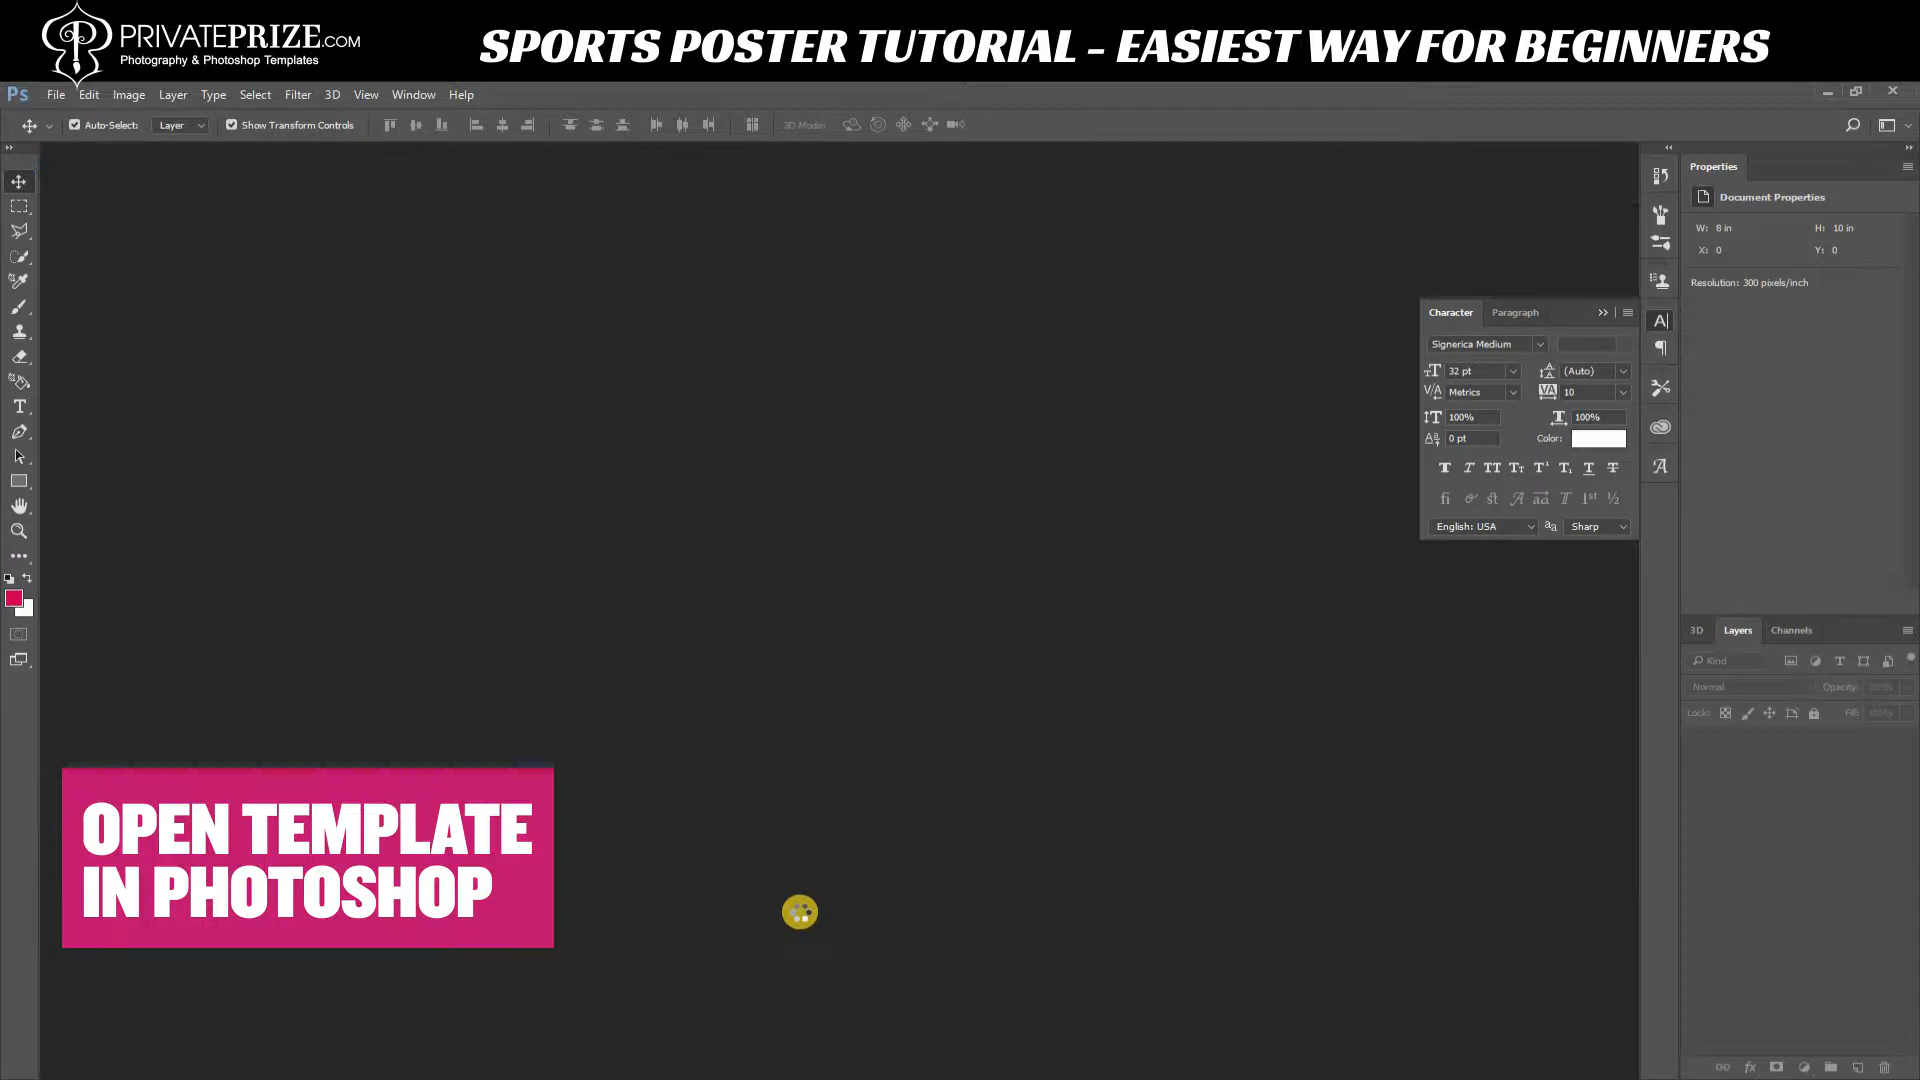 PRIVATEPRIZE.COM
Photography & Photoshop Templates
SPORTS POSTER TUTORIAL - EASIEST WAY FOR BEGINNERS
Ps File Edit Image Layer Type Select Filter 3D View Window Help
Auto-Select: Layer Show Transform Controls 3D Mode:
Properties
Document Properties
W: 8 in H: 10 in
X: 0 Y: 0
Resolution: 300 pixels/inch
Character Paragraph
Signerica Medium
32 pt (Auto)
Metrics 10
100% 100%
0 pt Color:
English: USA Sharp
3D Layers Channels
Kind
Normal Opacity: 100%
Lock: Fill: 100%
OPEN TEMPLATE
IN PHOTOSHOP